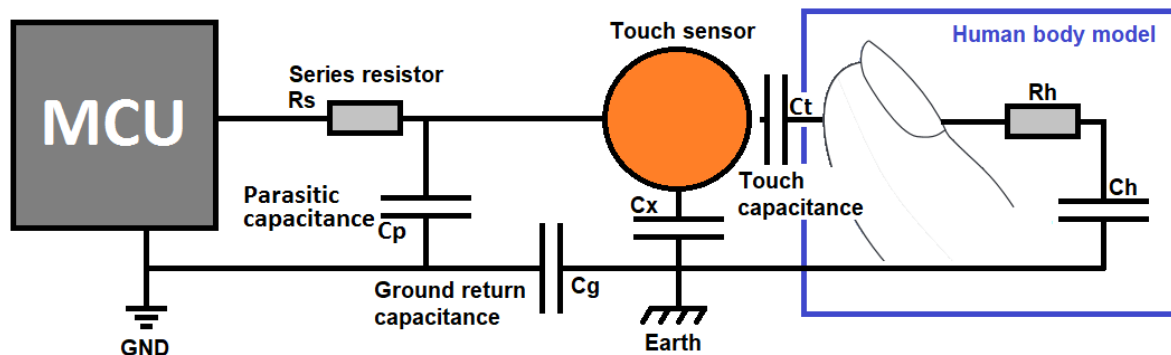 Touch sensor
Human body model
MCU
Series resistor
Rs
Ct
Rh
Parasitic
capacitance
Cp
Cx
Touch
capacitance
Ch
Ground return
capacitance
Cg
GND
Earth